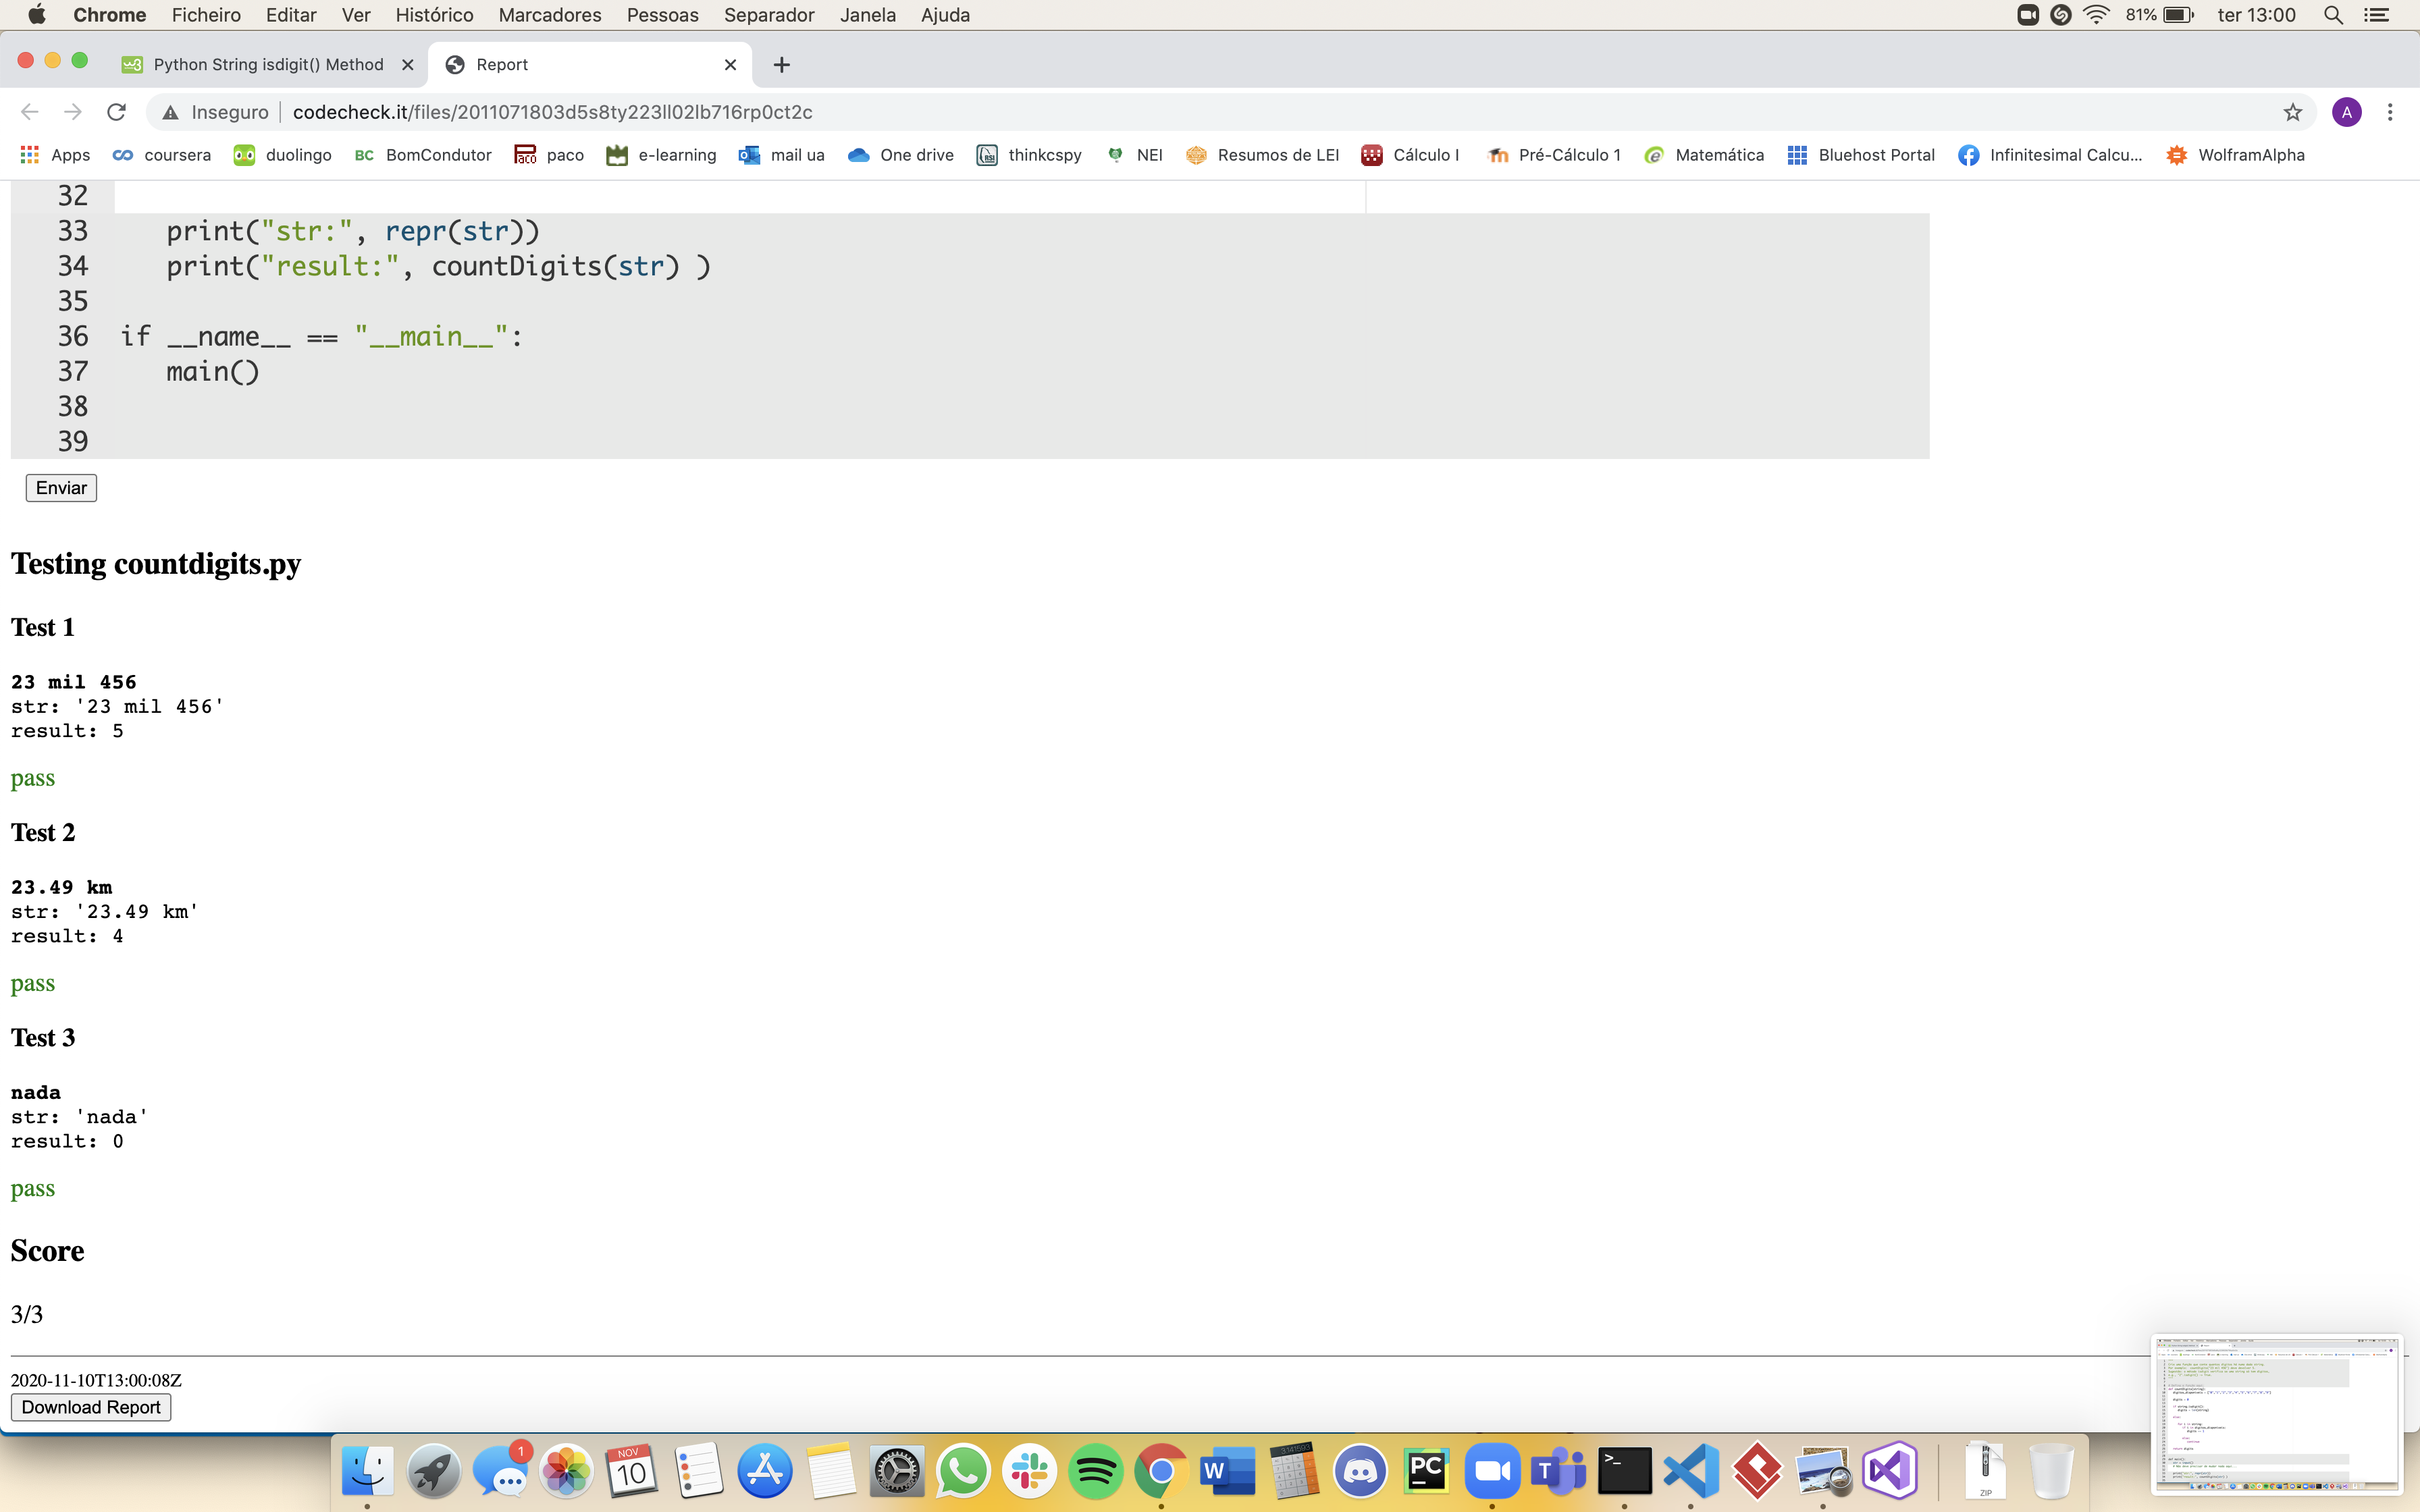 Chrome Ficheiro Editar Ver Histórico Marcadores Pessoas Separador Janela Ajuda 81% ter 13:00
Python String isdigit() Method Report
Inseguro codecheck.it/files/2011071803d5s8ty223ll02lb716rp0ct2c A
Apps coursera duolingo BC BomCondutor paco e-learning mail ua One drive thinkcspy NEI Resumos de LEI Cálculo I Pré-Cálculo 1 Matemática Bluehost Portal Infinitesimal Calcu... WolframAlpha
32
33 print("str:", repr(str))
34 print("result:", countDigits(str) )
35
36 if __name__ == "__main__":
37 main()
38
39
Enviar
Testing countdigits.py
Test 1
23 mil 456
str: '23 mil 456'
result: 5
pass
Test 2
23.49 km
str: '23.49 km'
result: 4
pass
Test 3
nada
str: 'nada'
result: 0
pass
Score
3/3
2020-11-10T13:00:08Z
Download Report
1 NOV 10 W PC T >_ ZIP